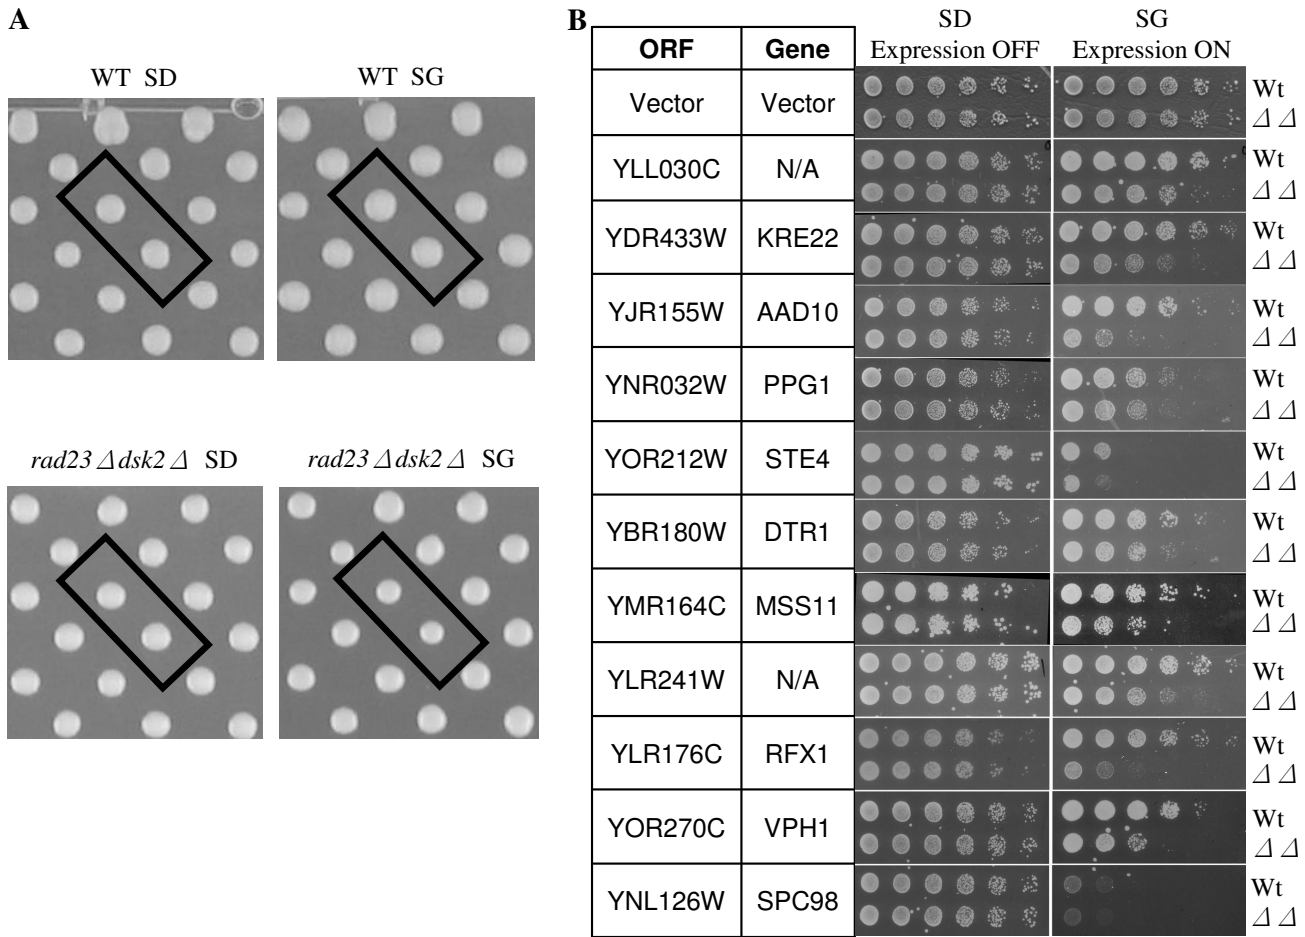 A
WT SD
WT SG
rad23 Δ dsk2 Δ SD
rad23 Δ dsk2 Δ SG
B
SD
Expression OFF
SG
Expression ON
ORF Gene
Vector Vector Wt
Δ Δ
YLL030C N/A Wt
Δ Δ
YDR433W KRE22 Wt
Δ Δ
YJR155W AAD10 Wt
Δ Δ
YNR032W PPG1 Wt
Δ Δ
YOR212W STE4 Wt
Δ Δ
YBR180W DTR1 Wt
Δ Δ
YMR164C MSS11 Wt
Δ Δ
YLR241W N/A Wt
Δ Δ
YLR176C RFX1 Wt
Δ Δ
YOR270C VPH1 Wt
Δ Δ
YNL126W SPC98 Wt
Δ Δ